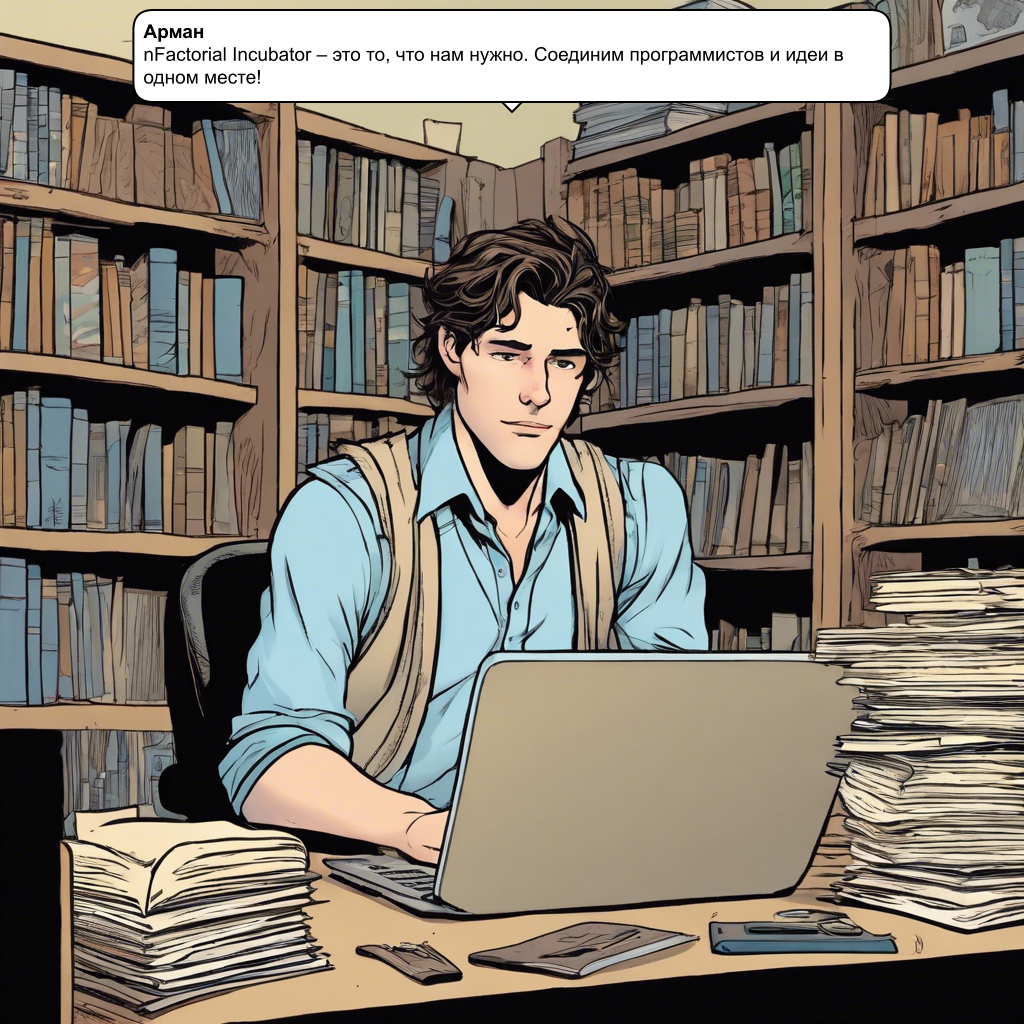 Арман
nFactorial Incubator – это то, что нам нужно. Соединим программистов и идеи в
одном месте!